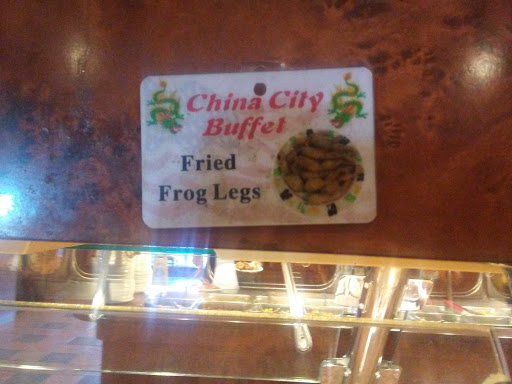 China City
Buffet
Fried
Frog Legs